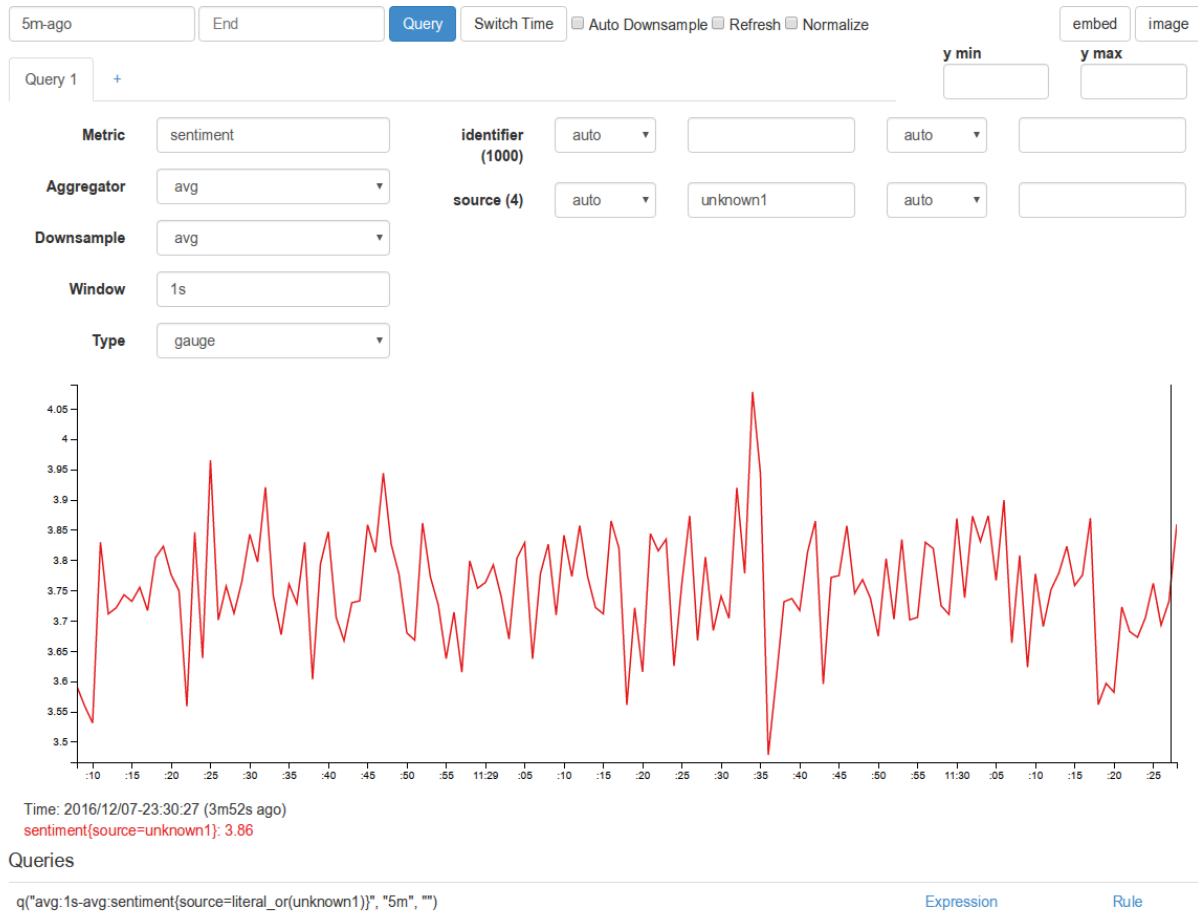 5m-ago End Query Switch Time Auto Downsample Refresh Normalize embed image
y min y max
Query 1 +
Metric sentiment identifier (1000) auto auto
Aggregator avg source (4) auto unknown1 auto
Downsample avg
Window 1s
Type gauge
4.05
4
3.95
3.9
3.85
3.8
3.75
3.7
3.65
3.6
3.55
3.5
:10 :15 :20 :25 :30 :35 :40 :45 :50 :55 11:29 :05 :10 :15 :20 :25 :30 :35 :40 :45 :50 :55 11:30 :05 :10 :15 :20 :25
Time: 2016/12/07-23:30:27 (3m52s ago)
sentiment{source=unknown1}: 3.86
Queries
q("avg:1s-avg:sentiment{source=literal_or(unknown1)}", "5m", "") Expression Rule